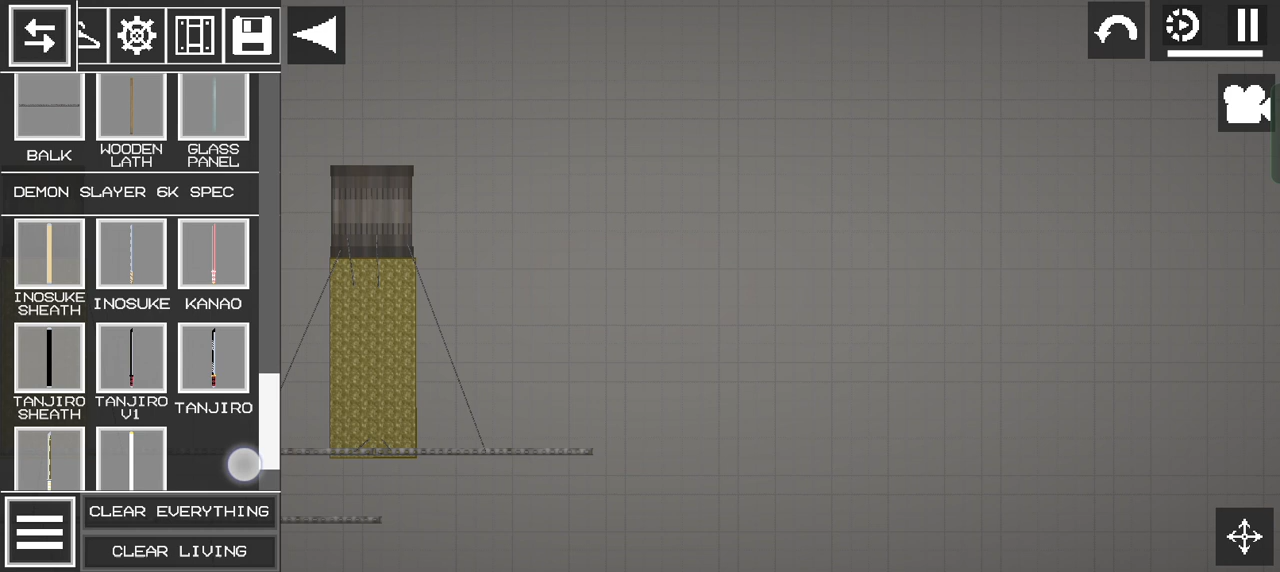 BALK
WOODEN
LATH
GLASS
PANEL
DEMON SLAYER 6K SPEC
INOSUKE
SHEATH
INOSUKE
KANAO
TANJIRO
SHEATH
TANJIRO
V1
TANJIRO
CLEAR EVERYTHING
CLEAR LIVING